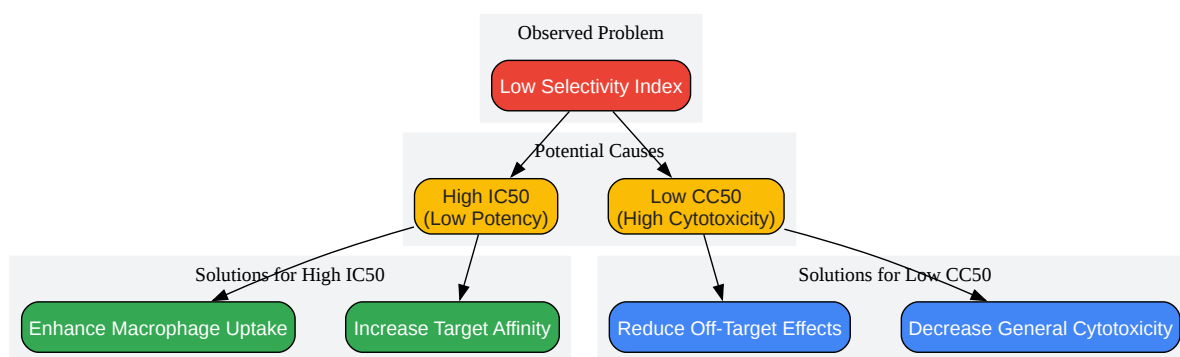 Observed Problem
Low Selectivity Index
Potential Causes
High IC50
(Low Potency)
Low CC50
(High Cytotoxicity)
Solutions for High IC50
Solutions for Low CC50
Enhance Macrophage Uptake
Increase Target Affinity
Reduce Off-Target Effects
Decrease General Cytotoxicity